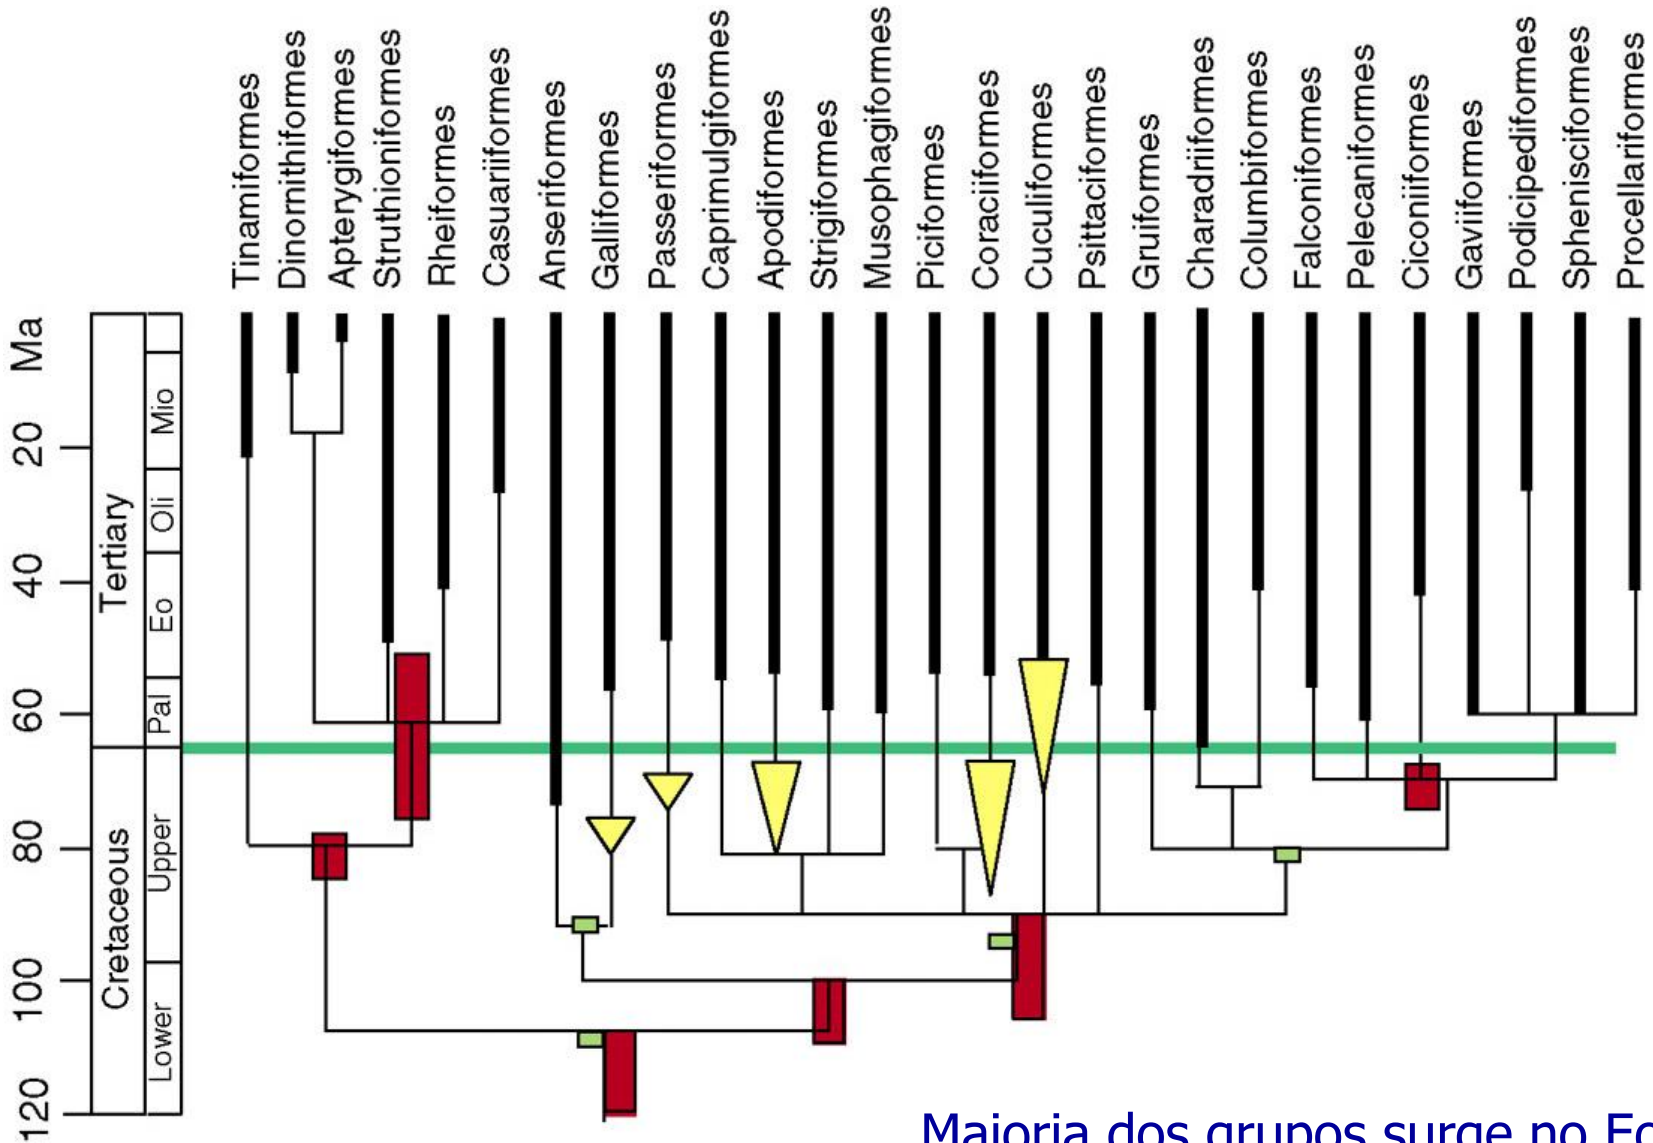 Tinamiformes
Dinornithiformes
Apterygiformes
Struthioniformes
Rheiformes
Casuariiformes
Anseriformes
Galliformes
Passeriformes
Caprimulgiformes
Apodiformes
Strigiformes
Musophagiformes
Piciformes
Coraciiformes
Cuculiformes
Psittaciformes
Gruiformes
Charadriiformes
Columbiformes
Falconiformes
Pelecaniformes
Ciconiiformes
Gaviiformes
Podicipediformes
Sphenisciformes
Procellariformes
Ma
20
40
60
80
100
120
Tertiary
Cretaceous
Mio
Oli
Eo
Pal
Upper
Lower
Maioria dos grupos surge no